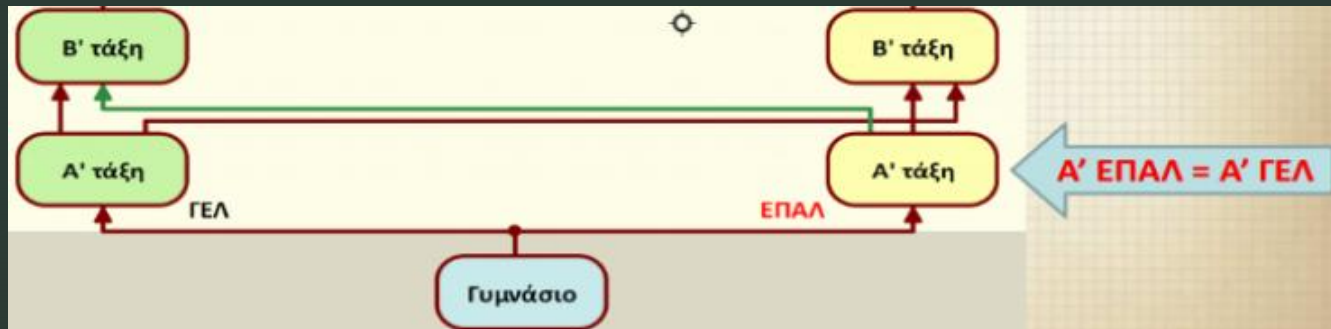 Β' τάξη
Β' τάξη
Α' τάξη
Α' τάξη
Α' ΕΠΑΛ = Α' ΓΕΛ
ΓΕΛ
ΕΠΑΛ
Γυμνάσιο